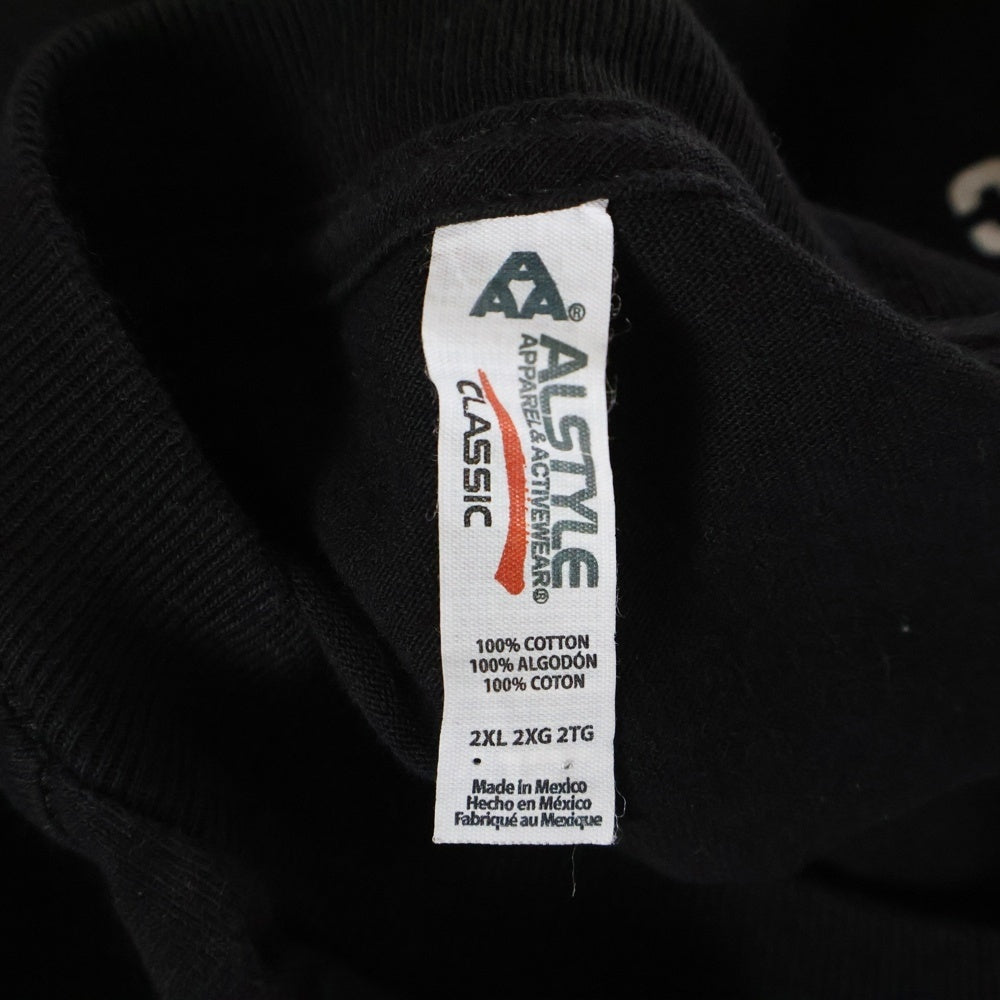 AAA®
ALSTYLE
APPAREL & ACTIVEWEAR®
CLASSIC
100% COTTON
100% ALGODÓN
100% COTON
2XL 2XG 2TG
Made in Mexico
Hecho en México
Fabriqué au Mexique